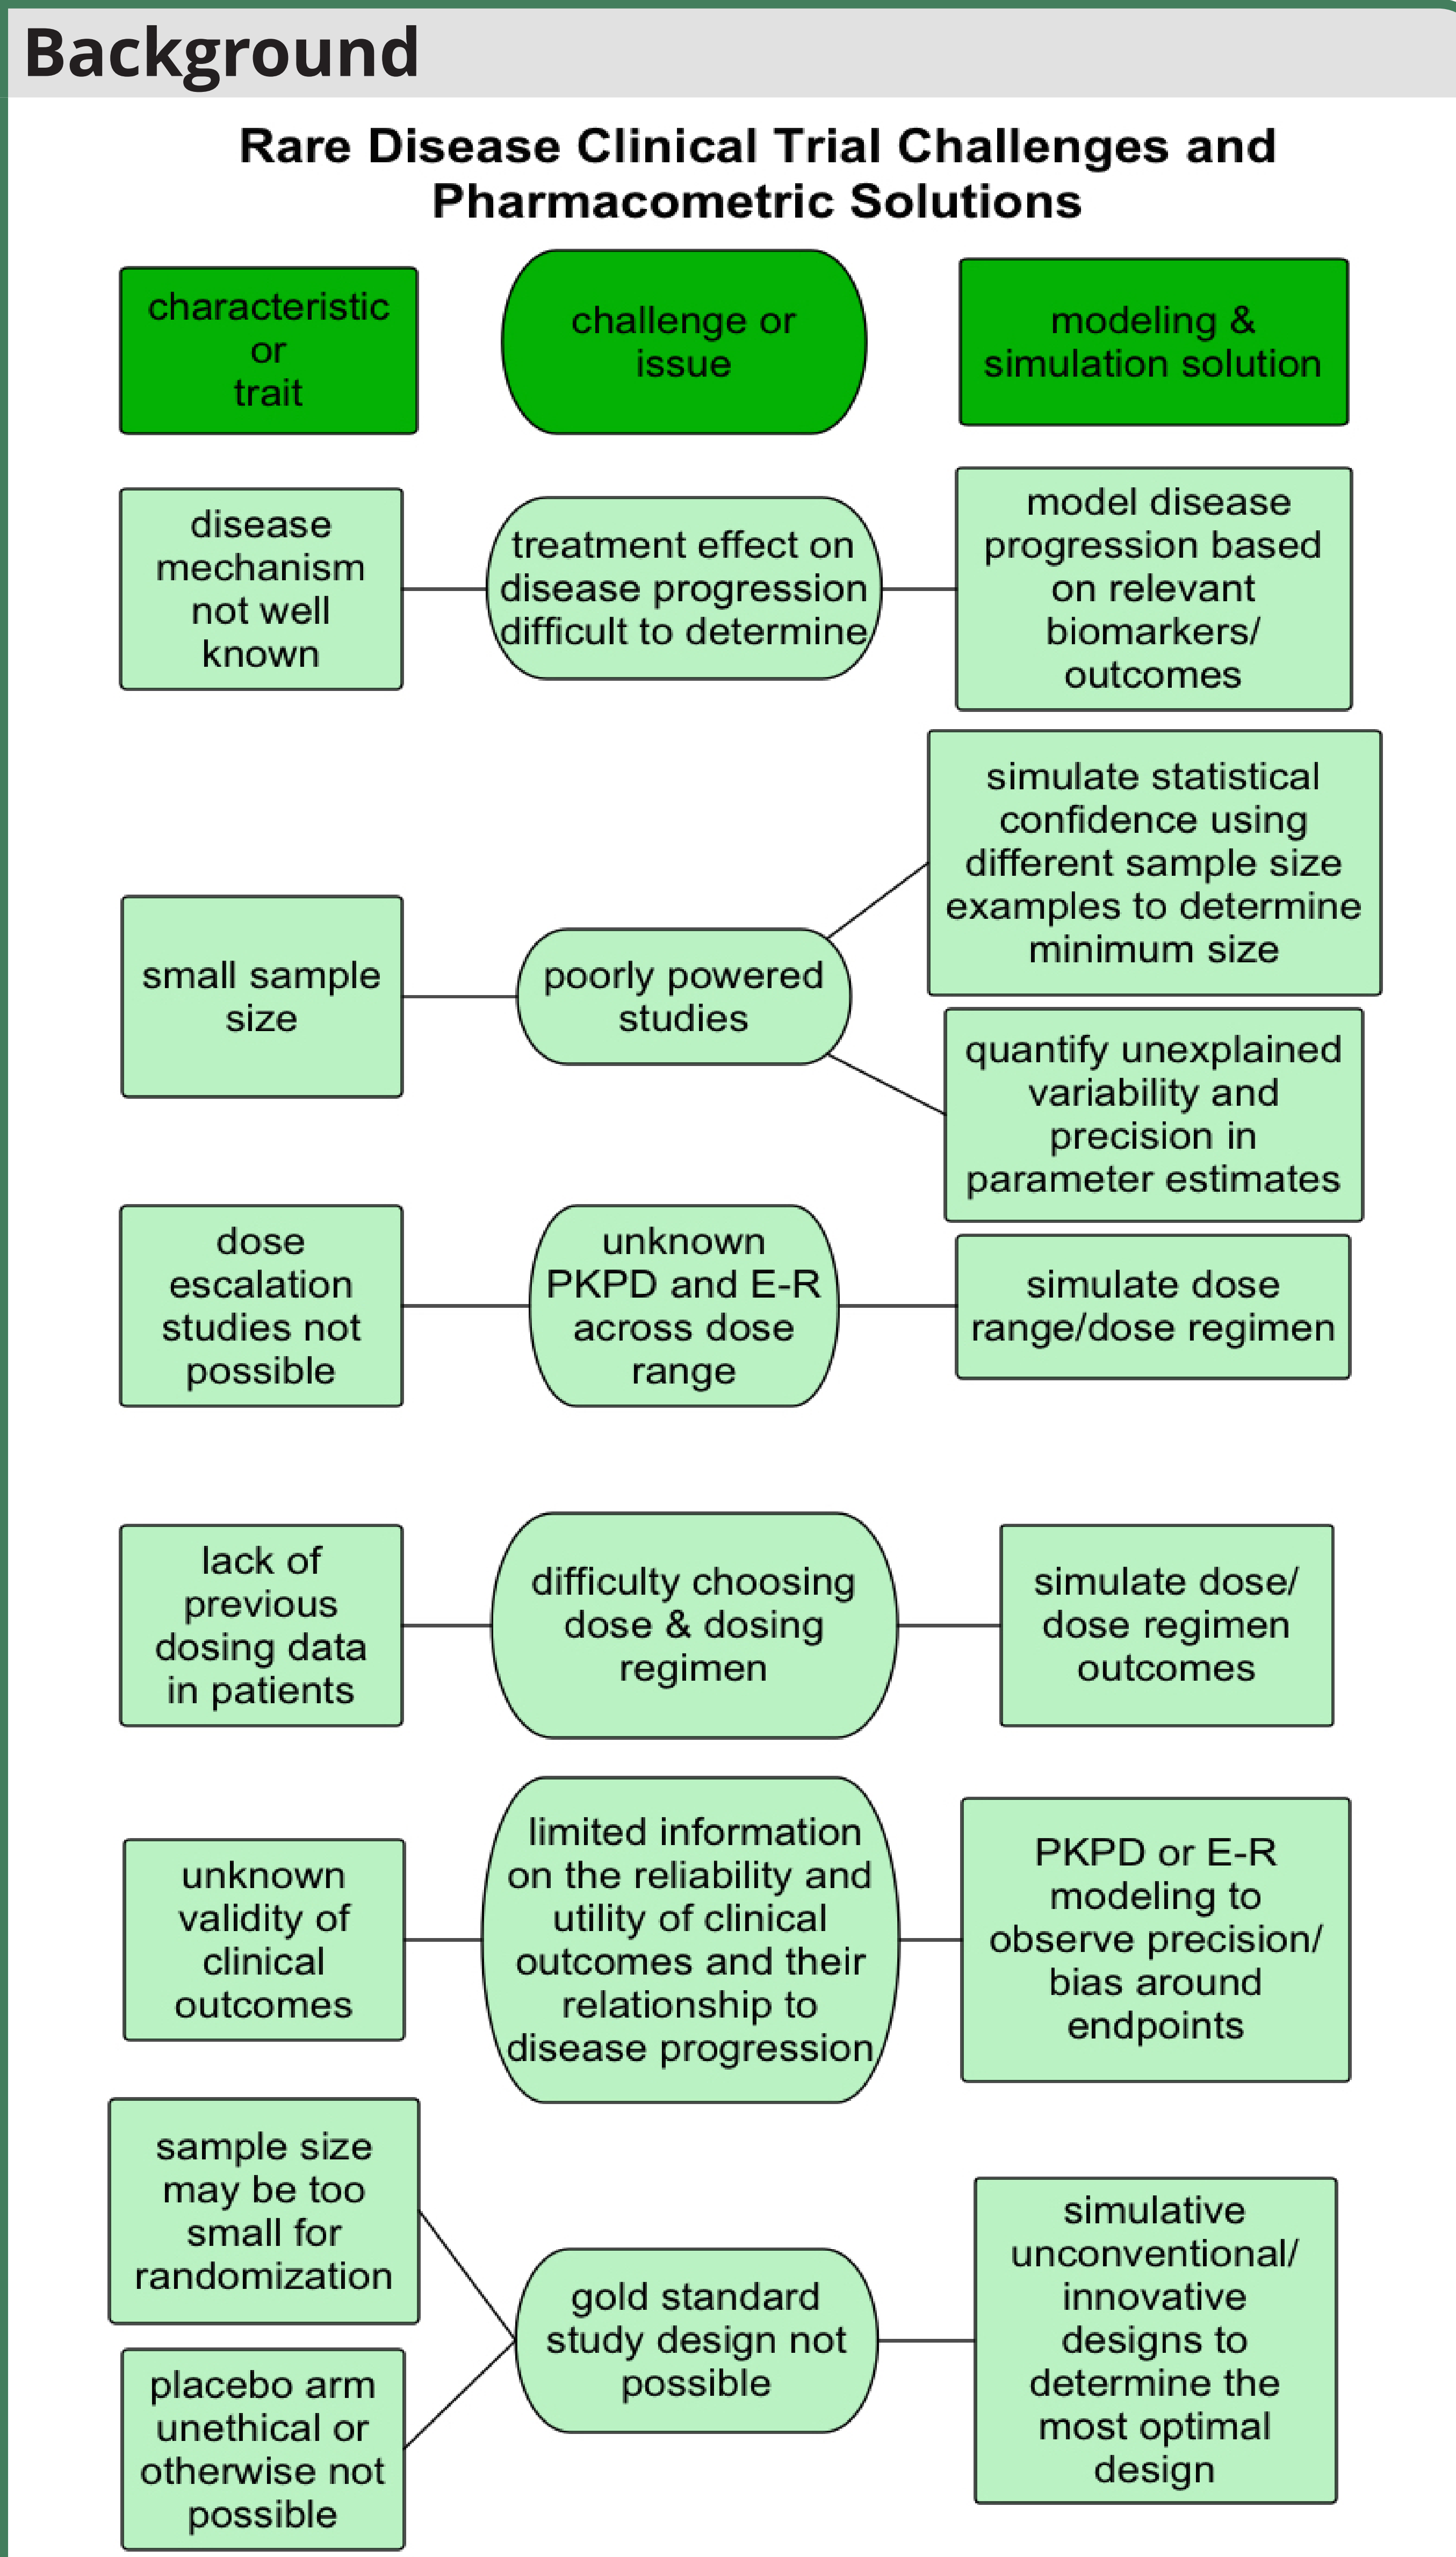 Background
Rare Disease Clinical Trial Challenges and
Pharmacometric Solutions
characteristic
or
trait
challenge or
issue
modeling &
simulation solution
disease
mechanism
not well
known
treatment effect on
disease progression
difficult to determine
model disease
progression based
on relevant
biomarkers/
outcomes
small sample
size
poorly powered
studies
simulate statistical
confidence using
different sample size
examples to determine
minimum size
quantify unexplained
variability and
precision in
parameter estimates
dose
escalation
studies not
possible
unknown
PKPD and E-R
across dose
range
simulate dose
range/dose regimen
lack of
previous
dosing data
in patients
difficulty choosing
dose & dosing
regimen
simulate dose/
dose regimen
outcomes
unknown
validity of
clinical
outcomes
limited information
on the reliability and
utility of clinical
outcomes and their
relationship to
disease progression
PKPD or E-R
modeling to
observe precision/
bias around
endpoints
sample size
may be too
small for
randomization
placebo arm
unethical or
otherwise not
possible
gold standard
study design not
possible
simulative
unconventional/
innovative
designs to
determine the
most optimal
design